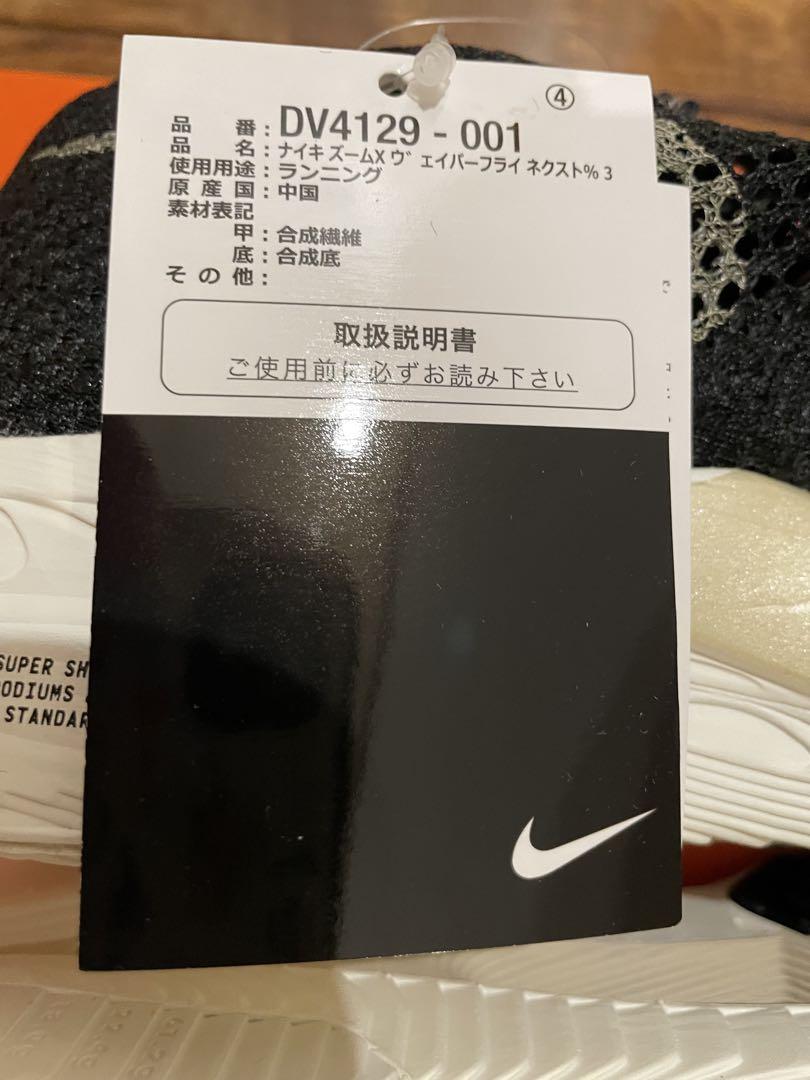 ④
品番：DV4129 - 001
品名：ナイキ ズームX ヴェイパーフライ ネクスト% 3
使用用途：ランニング
原産国：中国
素材表記
甲：合成繊維
底：合成底
その他：
取扱説明書
ご使用前に必ずお読み下さい
SUPER SH
PODIUMS
STANDAR